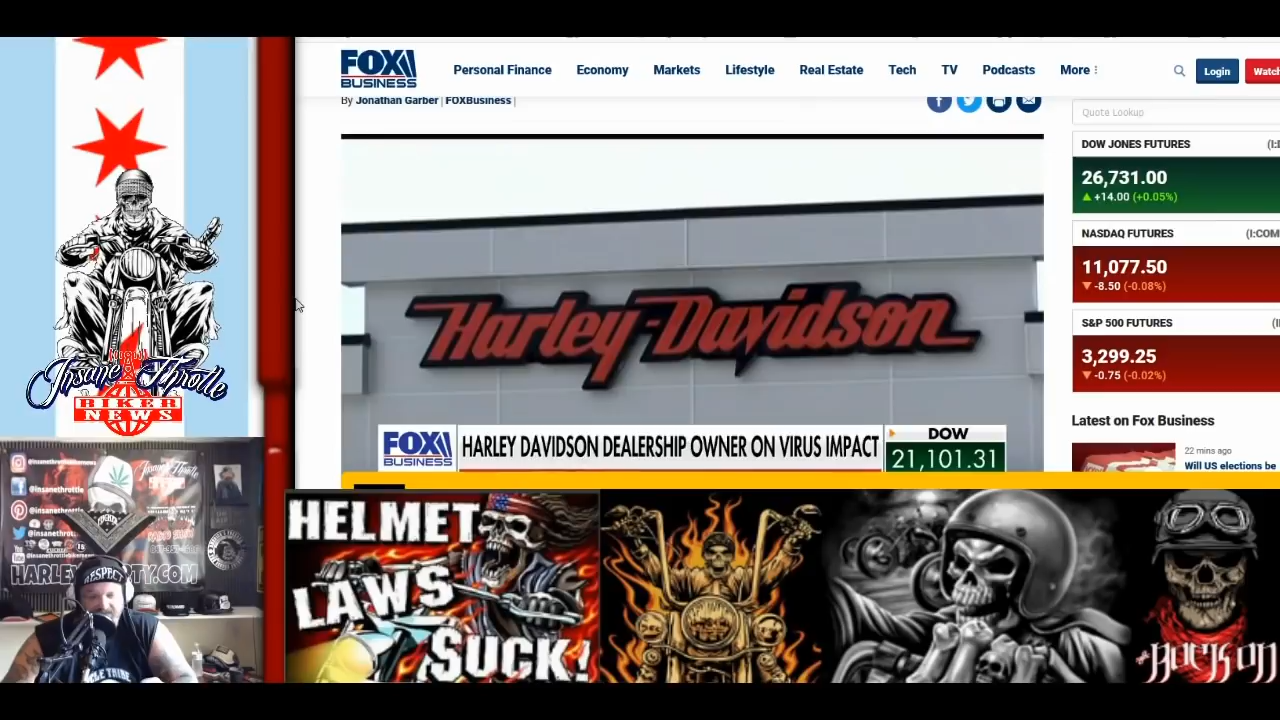 FOX
BUSINESS
Personal Finance
Economy
Markets
Lifestyle
Real Estate
Tech
TV
Podcasts
More
Login
Watch
By Jonathan Garber | FOXBusiness |
Quote Lookup
DOW JONES FUTURES
26,731.00
+14.00 (+0.05%)
NASDAQ FUTURES
(I:COM
11,077.50
-8.50 (-0.08%)
S&P 500 FUTURES
3,299.25
-0.75 (-0.02%)
Latest on Fox Business
22 mins ago
Will US elections be
Harley-Davidson
FOX
BUSINESS
HARLEY DAVIDSON DEALERSHIP OWNER ON VIRUS IMPACT
DOW
21,101.31
Insane Throttle
BIKER
NEWS
@insanethrottlebikernews
@insanethrottle
RESPECT
HELMET
LAWS
SUCK!